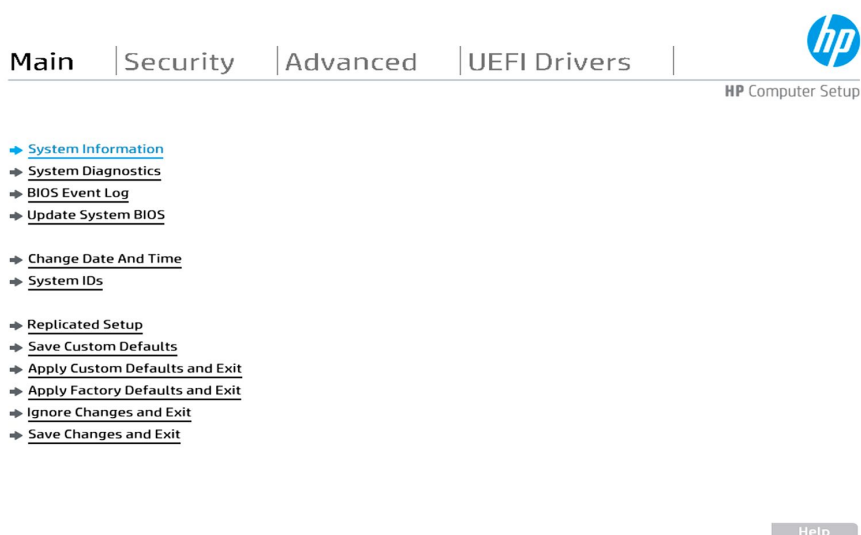 hp
Main Security Advanced UEFI Drivers
HP Computer Setup
System Information
System Diagnostics
BIOS Event Log
Update System BIOS
Change Date And Time
System IDs
Replicated Setup
Save Custom Defaults
Apply Custom Defaults and Exit
Apply Factory Defaults and Exit
Ignore Changes and Exit
Save Changes and Exit
Help